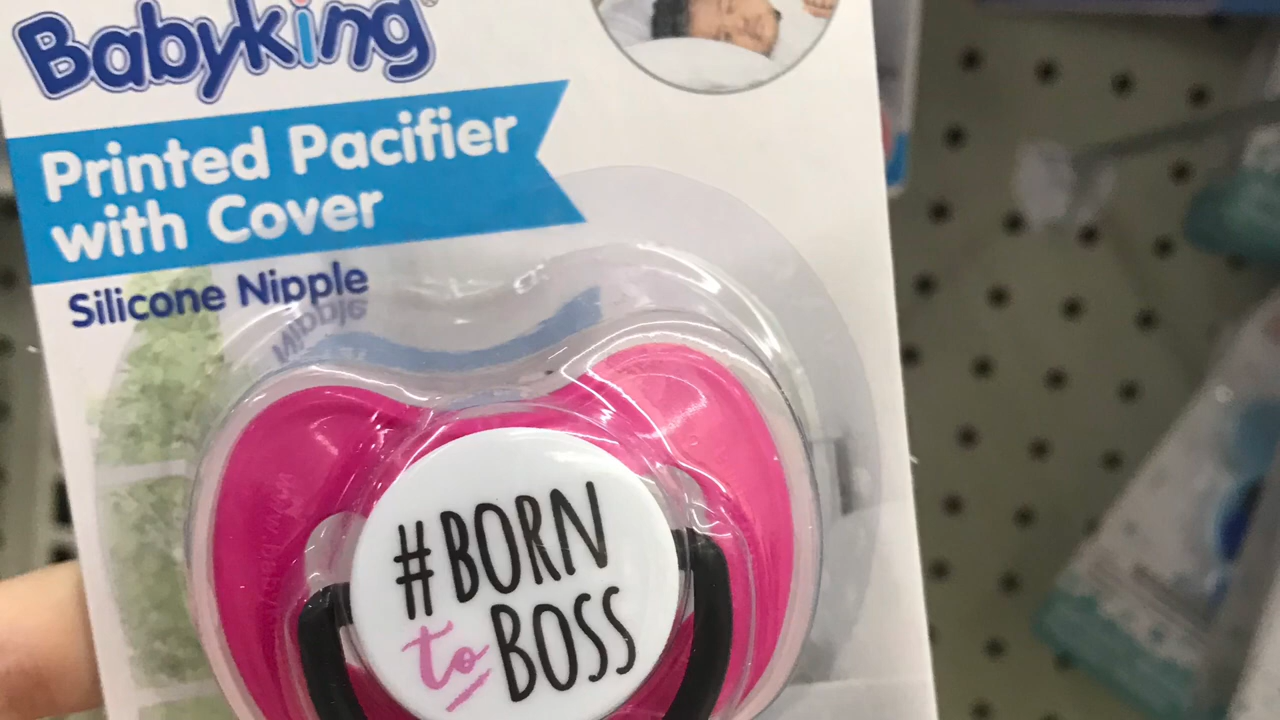 Babyking
Printed Pacifier
with Cover
Silicone Nipple
#BORN
to BOSS